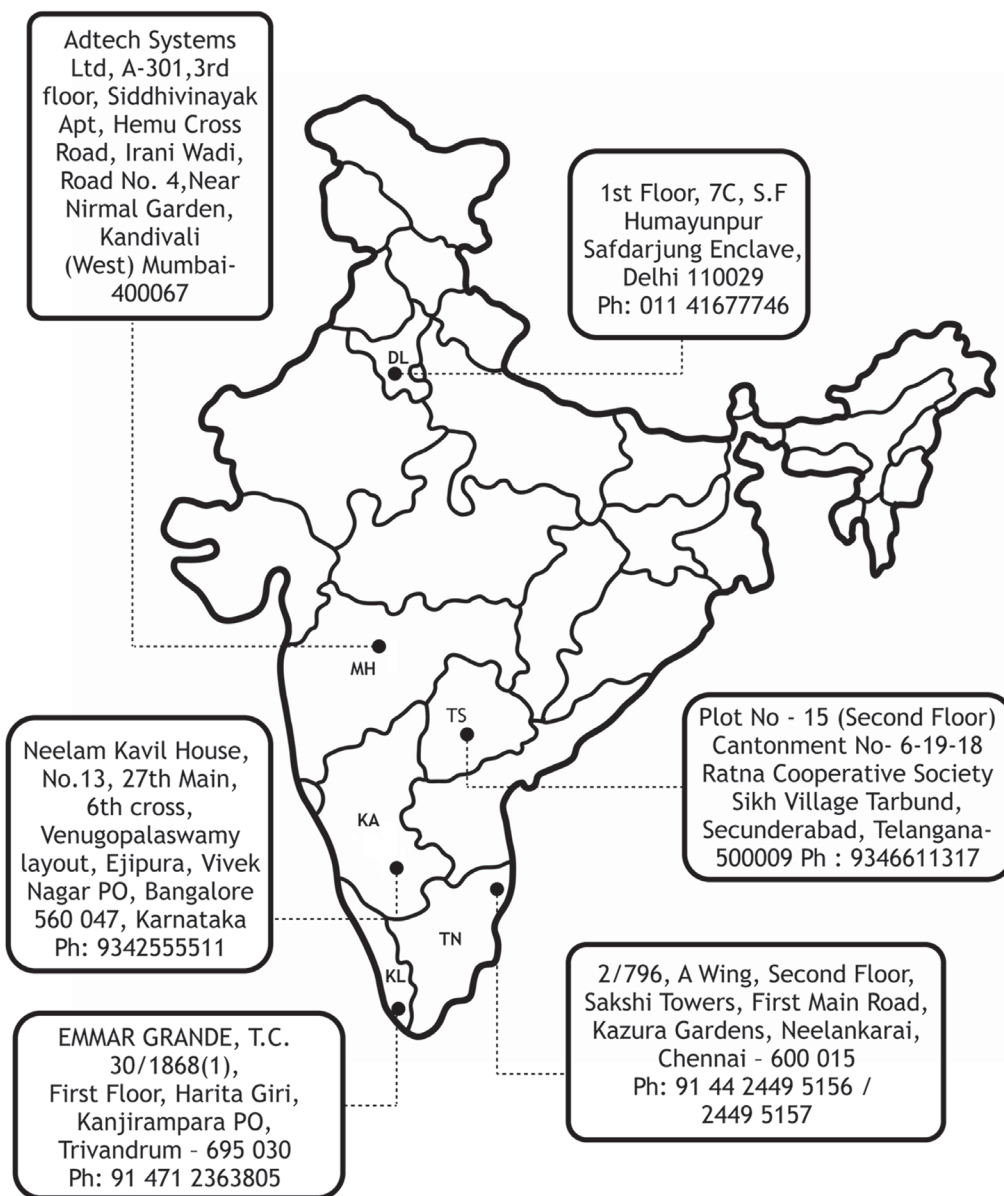 Adtech Systems
Ltd, A-301,3rd
floor, Siddhivinayak
Apt, Hemu Cross
Road, Irani Wadi,
Road No. 4,Near
Nirmal Garden,
Kandivali
(West) Mumbai-
400067
1st Floor, 7C, S.F
Humayunpur
Safdarjung Enclave,
Delhi 110029
Ph: 011 41677746
DL
MH
TS
Plot No - 15 (Second Floor)
Cantonment No- 6-19-18
Ratna Cooperative Society
Sikh Village Tarbund,
Secunderabad, Telangana-
500009 Ph : 9346611317
Neelam Kavil House,
No.13, 27th Main,
6th cross,
Venugopalaswamy
layout, Ejipura, Vivek
Nagar PO, Bangalore
560 047, Karnataka
Ph: 9342555511
KA
TN
KL
2/796, A Wing, Second Floor,
Sakshi Towers, First Main Road,
Kazura Gardens, Neelankarai,
Chennai - 600 015
Ph: 91 44 2449 5156 /
2449 5157
EMMAR GRANDE, T.C.
30/1868(1),
First Floor, Harita Giri,
Kanjirampara PO,
Trivandrum - 695 030
Ph: 91 471 2363805